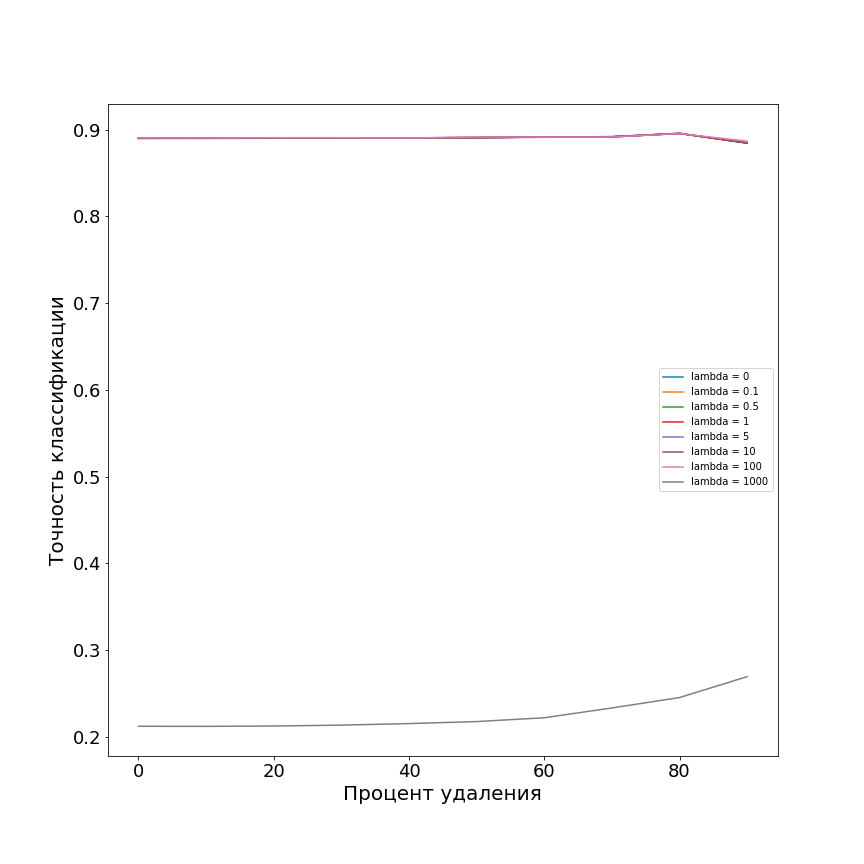 0.9
0.8
0.7
0.6
0.5
0.4
0.3
0.2
Точность классификации
lambda = 0
lambda = 0.1
lambda = 0.5
lambda = 1
lambda = 5
lambda = 10
lambda = 100
lambda = 1000
0 20 40 60 80
Процент удаления